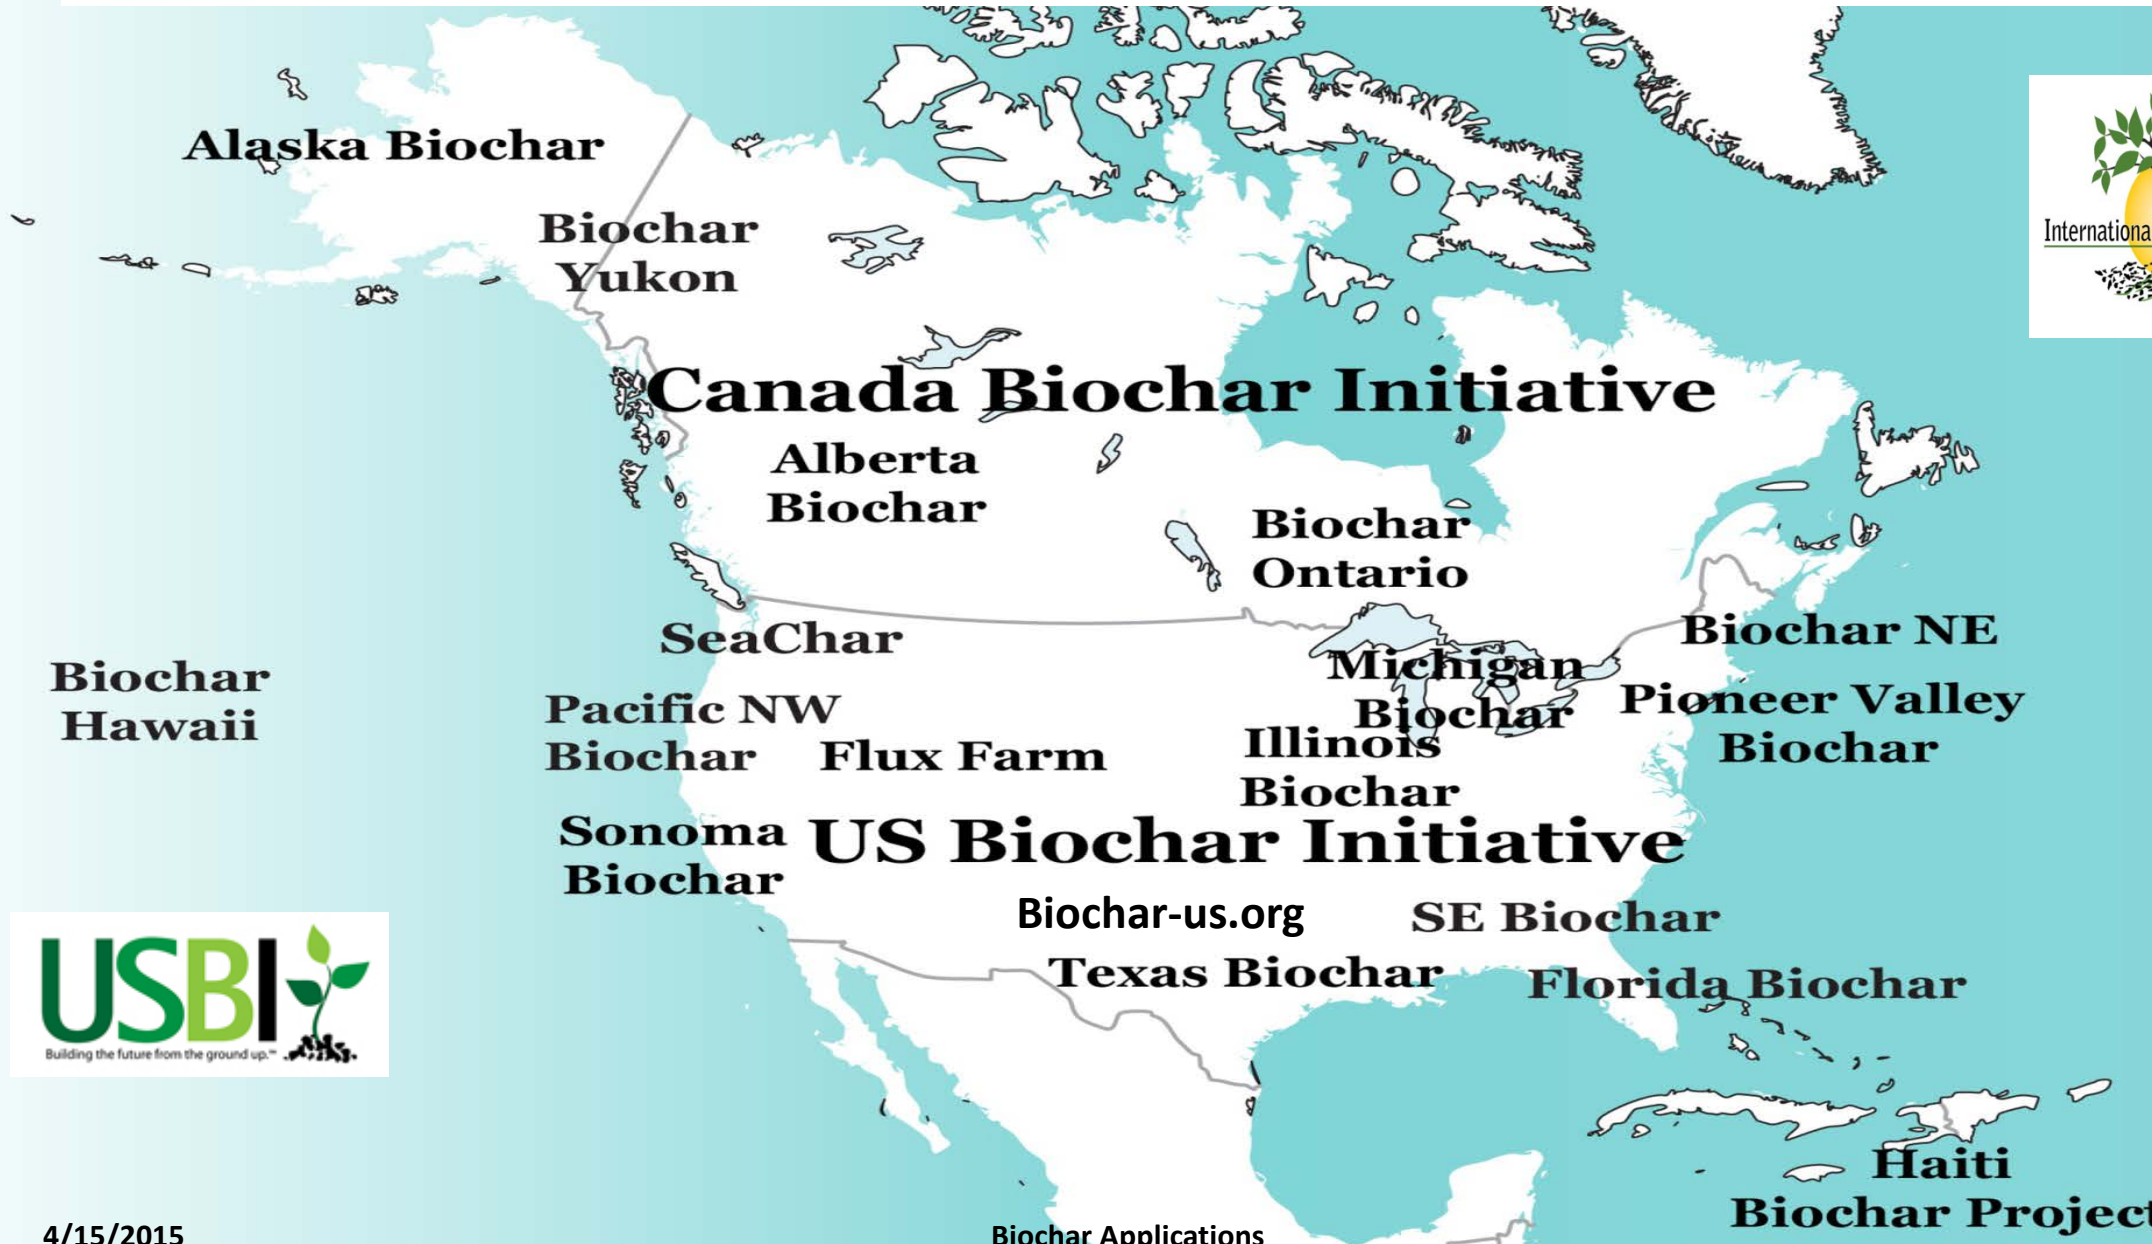 Alaska Biochar
Biochar
Yukon
Internationa
Canada Biochar Initiative
Alberta
Biochar
Biochar
Ontario
SeaChar
Biochar NE
Biochar
Hawaii
Michigan
Biochar
Pioneer Valley
Biochar
Pacific NW
Biochar
Flux Farm
Illinois
Biochar
Sonoma
Biochar
US Biochar Initiative
Biochar-us.org
SE Biochar
Texas Biochar
Florida Biochar
USBI
Building the future from the ground up.™
Haiti
Biochar Project
4/15/2015
Biochar Applications